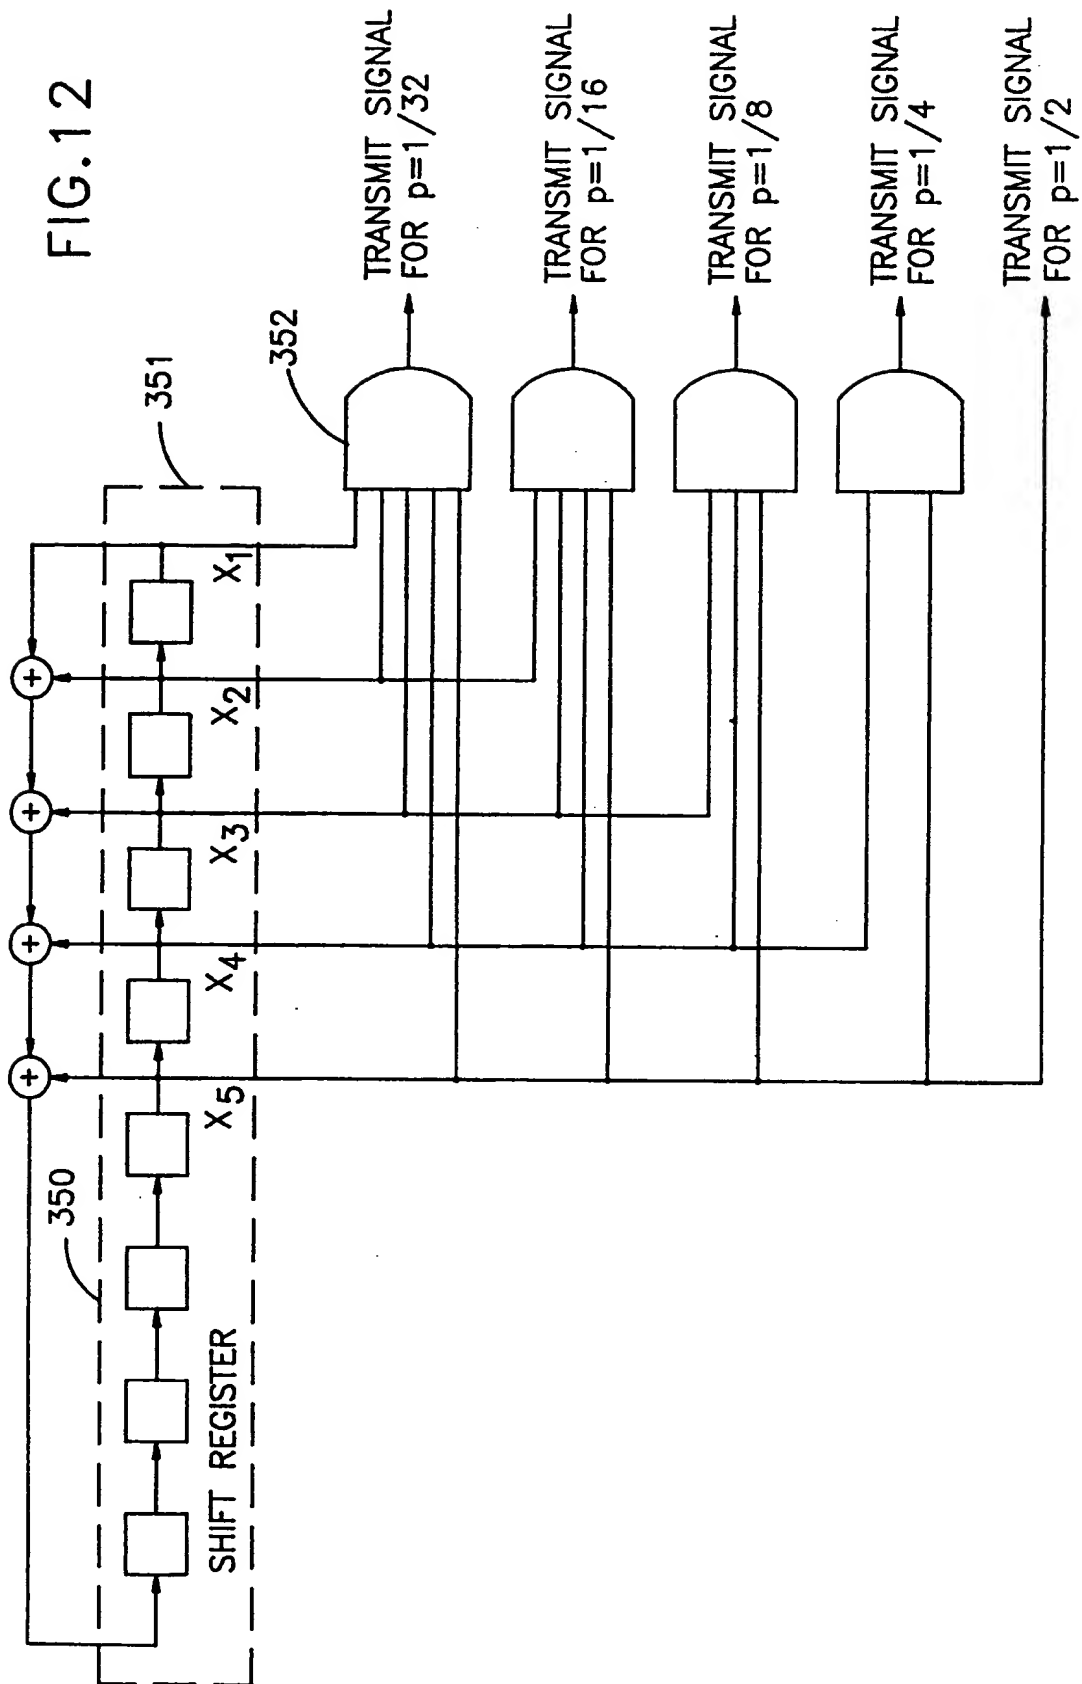 FIG.12
350
351
352
SHIFT REGISTER
X5
X4
X3
X2
X1
+
+
+
+
TRANSMIT SIGNAL
FOR p=1/32
TRANSMIT SIGNAL
FOR p=1/16
TRANSMIT SIGNAL
FOR p=1/8
TRANSMIT SIGNAL
FOR p=1/4
TRANSMIT SIGNAL
FOR p=1/2